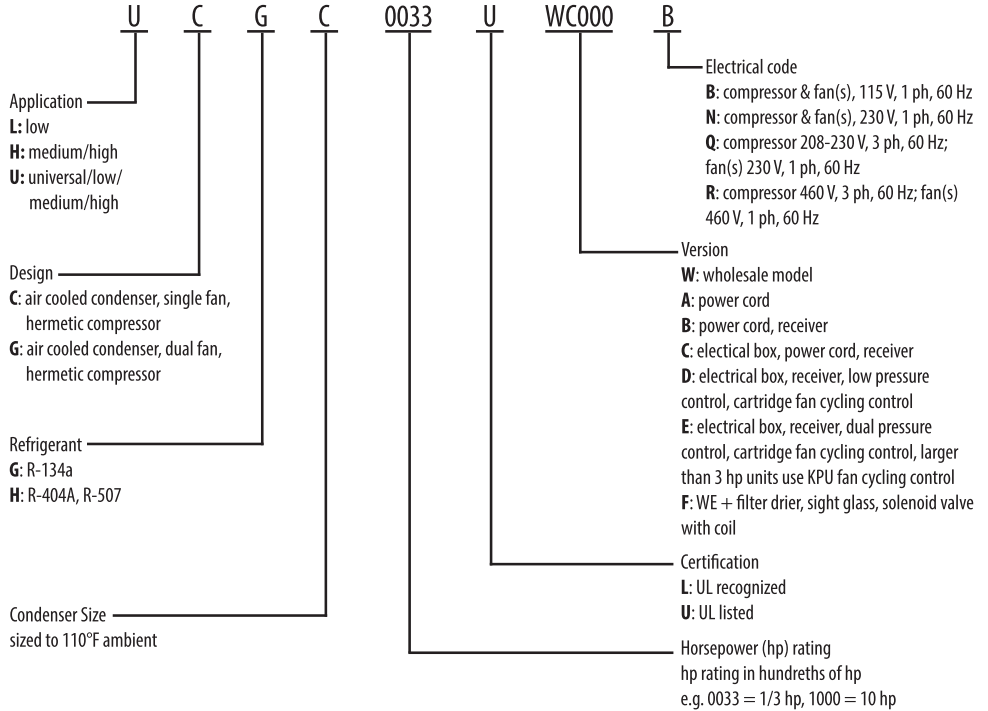 U C G C 0033 U WC000 B
Application
L: low
H: medium/high
U: universal/low/
medium/high
Design
C: air cooled condenser, single fan,
hermetic compressor
G: air cooled condenser, dual fan,
hermetic compressor
Refrigerant
G: R-134a
H: R-404A, R-507
Condenser Size
sized to 110°F ambient
Electrical code
B: compressor & fan(s), 115 V, 1 ph, 60 Hz
N: compressor & fan(s), 230 V, 1 ph, 60 Hz
Q: compressor 208-230 V, 3 ph, 60 Hz;
fan(s) 230 V, 1 ph, 60 Hz
R: compressor 460 V, 3 ph, 60 Hz; fan(s)
460 V, 1 ph, 60 Hz
Version
W: wholesale model
A: power cord
B: power cord, receiver
C: electical box, power cord, receiver
D: electrical box, receiver, low pressure
control, cartridge fan cycling control
E: electrical box, receiver, dual pressure
control, cartridge fan cycling control, larger
than 3 hp units use KPU fan cycling control
F: WE + filter drier, sight glass, solenoid valve
with coil
Certification
L: UL recognized
U: UL listed
Horsepower (hp) rating
hp rating in hundreths of hp
e.g. 0033 = 1/3 hp, 1000 = 10 hp